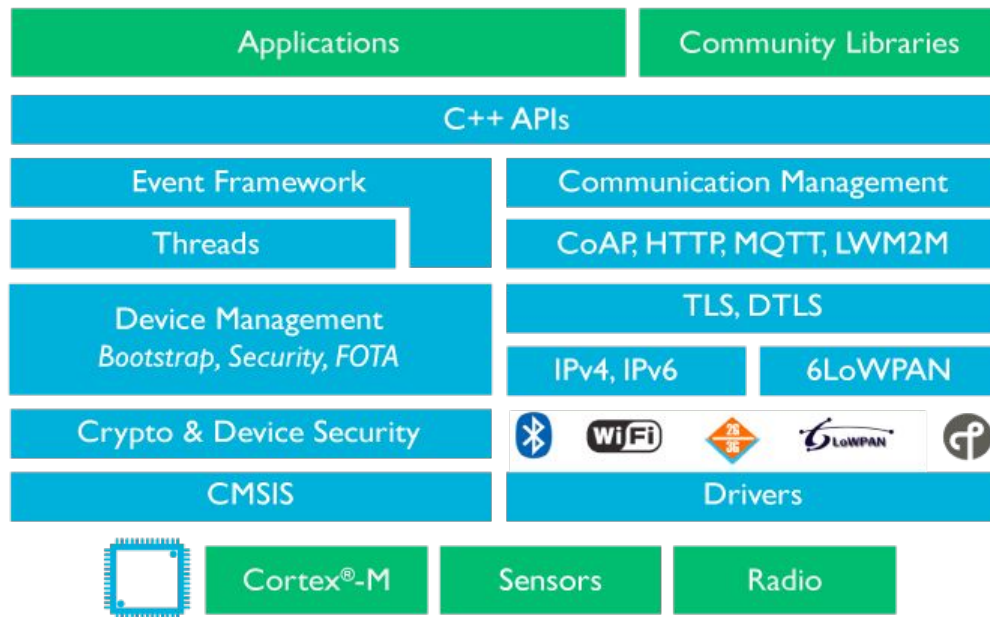 Applications
Community Libraries
C++ APIs
Event Framework
Communication Management
Threads
CoAP, HTTP, MQTT, LWM2M
Device Management
Bootstrap, Security, FOTA
TLS, DTLS
IPv4, IPv6
6LoWPAN
Crypto & Device Security
WiFi
2G
3G
6LoWPAN
CMSIS
Drivers
Cortex®-M
Sensors
Radio